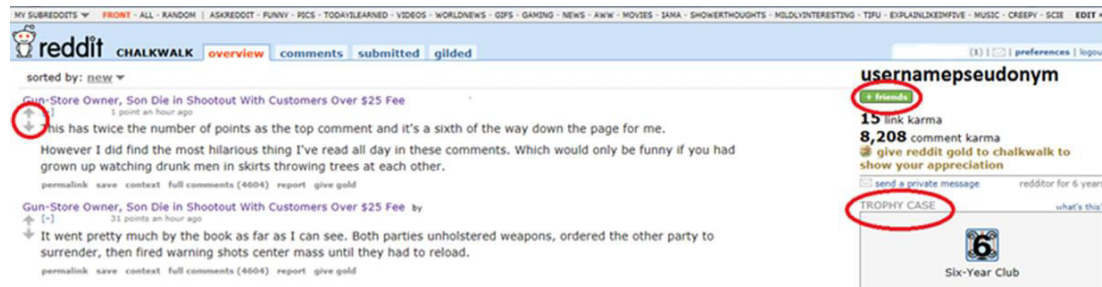 MY SUBREDDITS ▼ FRONT - ALL - RANDOM | ASKREDDIT - FUNNY - PICS - TODAYILEARNED - VIDEOS - WORLDNEWS - GIFS - GAMING - NEWS - AWW - MOVIES - IAMA - SHOWERTHOUGHTS - MILDLYINTERESTING - TIFU - EXPLAINLIKEIMFIVE - MUSIC - CREEPY - SCIE EDIT
reddit CHALKWALK overview comments submitted gilded
(1) | preferences | logou
sorted by: new ▼
usernamepseudonym
+ friends
15 link karma
8,208 comment karma
give reddit gold to chalkwalk to
show your appreciation
send a private message redditor for 6 years
TROPHY CASE what's this?
6
Six-Year Club
Gun-Store Owner, Son Die in Shootout With Customers Over $25 Fee
[-] 1 point an hour ago
This has twice the number of points as the top comment and it's a sixth of the way down the page for me.
However I did find the most hilarious thing I've read all day in these comments. Which would only be funny if you had
grown up watching drunk men in skirts throwing trees at each other.
permalink save context full comments (4604) report give gold
Gun-Store Owner, Son Die in Shootout With Customers Over $25 Fee by
[-] 31 points an hour ago
It went pretty much by the book as far as I can see. Both parties unholstered weapons, ordered the other party to
surrender, then fired warning shots center mass until they had to reload.
permalink save context full comments (4604) report give gold